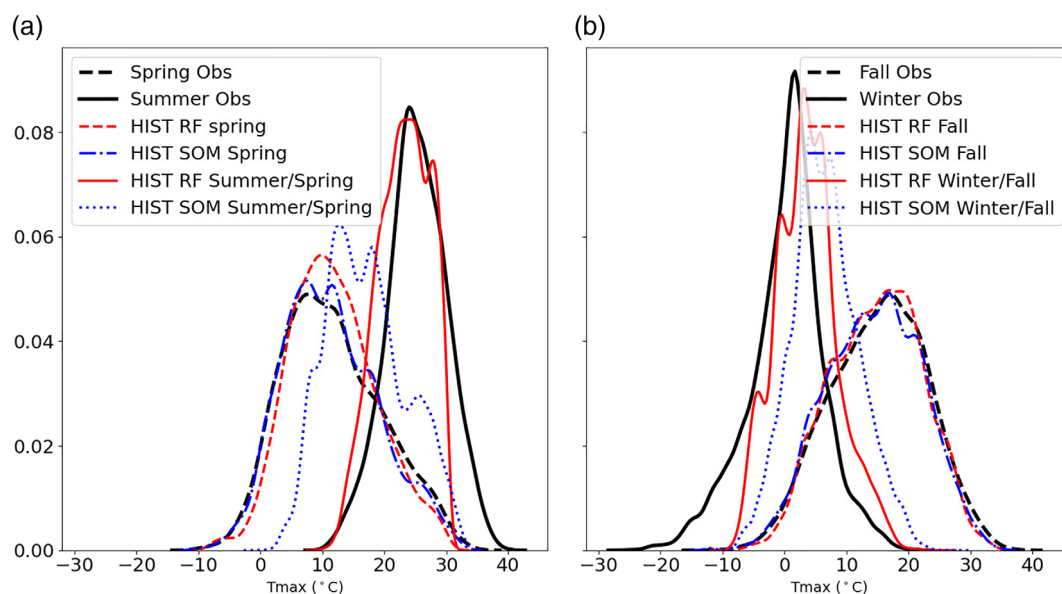 (a)
(b)
Spring Obs
Summer Obs
HIST RF spring
HIST SOM Spring
HIST RF Summer/Spring
HIST SOM Summer/Spring
Fall Obs
Winter Obs
HIST RF Fall
HIST SOM Fall
HIST RF Winter/Fall
HIST SOM Winter/Fall
0.08
0.06
0.04
0.02
0.00
−30 −20 −10 0 10 20 30 40
Tmax (°C)
−30 −20 −10 0 10 20 30 40
Tmax (°C)